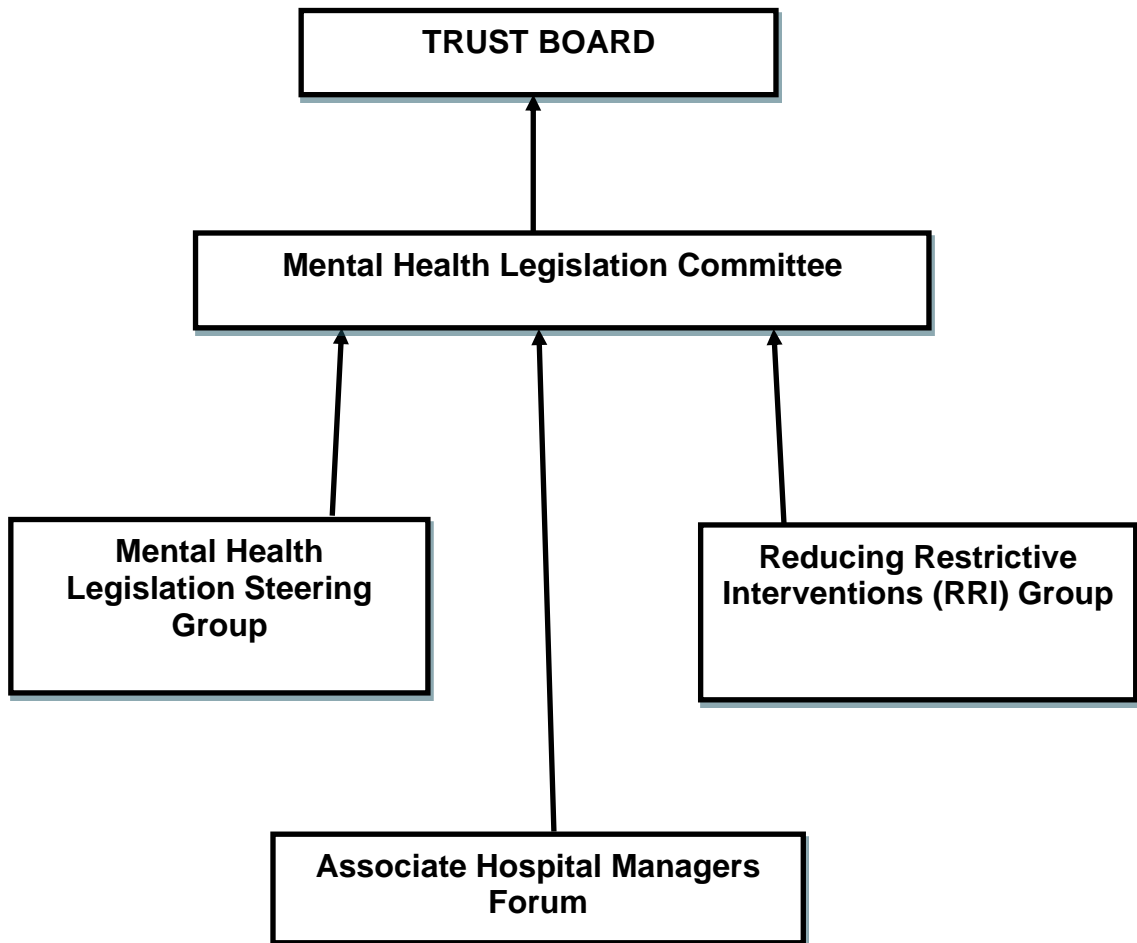 TRUST BOARD
Mental Health Legislation Committee
Mental Health
Legislation Steering
Group
Reducing Restrictive
Interventions (RRI) Group
Associate Hospital Managers
Forum